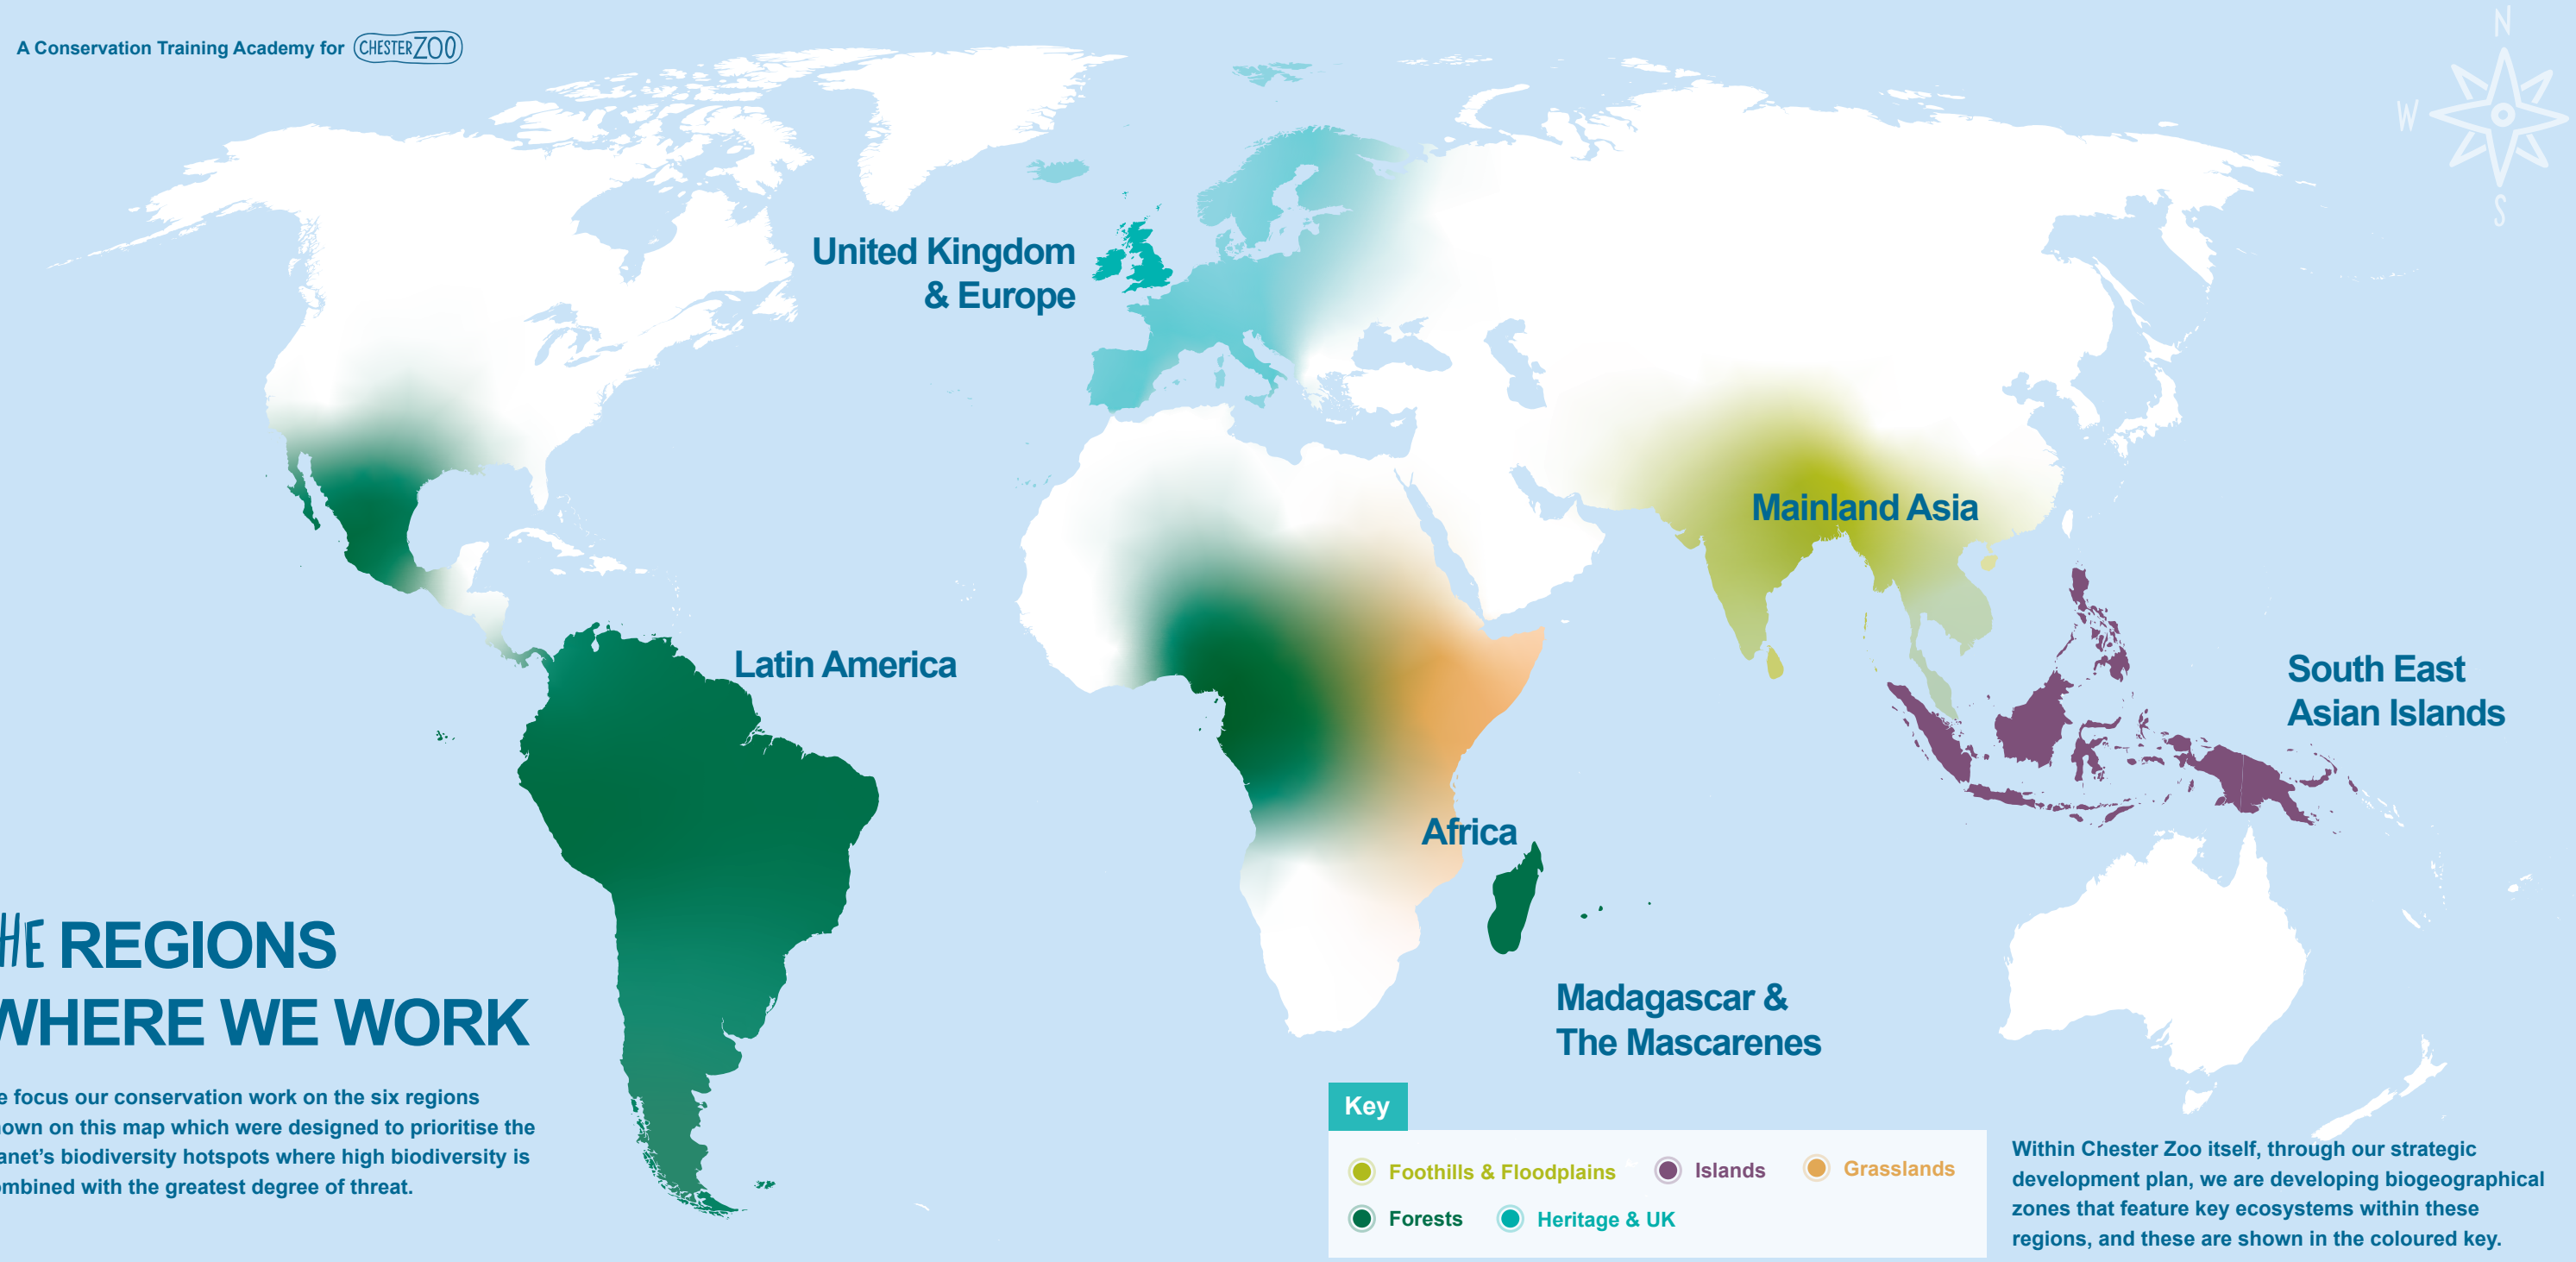 A Conservation Training Academy for CHESTER ZOO
N
W
S
United Kingdom
& Europe
Mainland Asia
Latin America
South East
Asian Islands
Africa
HE REGIONS
WHERE WE WORK
Madagascar &
The Mascarenes
e focus our conservation work on the six regions
own on this map which were designed to prioritise the
anet's biodiversity hotspots where high biodiversity is
ombined with the greatest degree of threat.
Key
Foothills & Floodplains
Islands
Grasslands
Forests
Heritage & UK
Within Chester Zoo itself, through our strategic
development plan, we are developing biogeographical
zones that feature key ecosystems within these
regions, and these are shown in the coloured key.